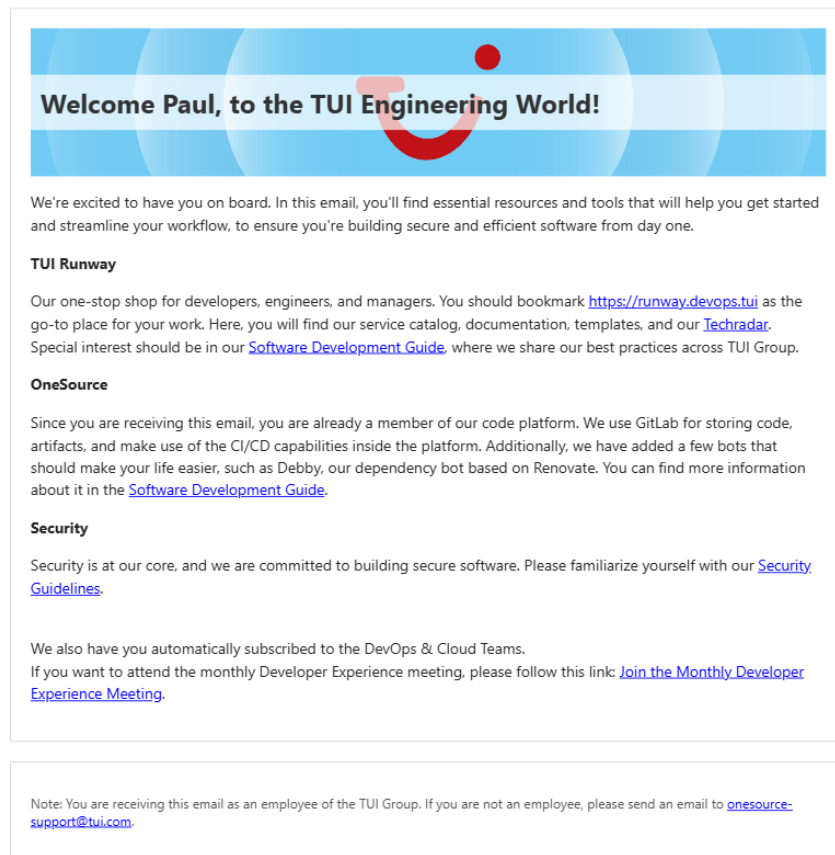 Welcome Paul, to the TUI Engineering World!
We're excited to have you on board. In this email, you'll find essential resources and tools that will help you get started
and streamline your workflow, to ensure you're building secure and efficient software from day one.
TUI Runway
Our one-stop shop for developers, engineers, and managers. You should bookmark https://runway.devops.tui as the
go-to place for your work. Here, you will find our service catalog, documentation, templates, and our Techradar.
Special interest should be in our Software Development Guide, where we share our best practices across TUI Group.
OneSource
Since you are receiving this email, you are already a member of our code platform. We use GitLab for storing code,
artifacts, and make use of the CI/CD capabilities inside the platform. Additionally, we have added a few bots that
should make your life easier, such as Debby, our dependency bot based on Renovate. You can find more information
about it in the Software Development Guide.
Security
Security is at our core, and we are committed to building secure software. Please familiarize yourself with our Security
Guidelines.
We also have you automatically subscribed to the DevOps & Cloud Teams.
If you want to attend the monthly Developer Experience meeting, please follow this link: Join the Monthly Developer
Experience Meeting.
Note: You are receiving this email as an employee of the TUI Group. If you are not an employee, please send an email to onesource-
support@tui.com.